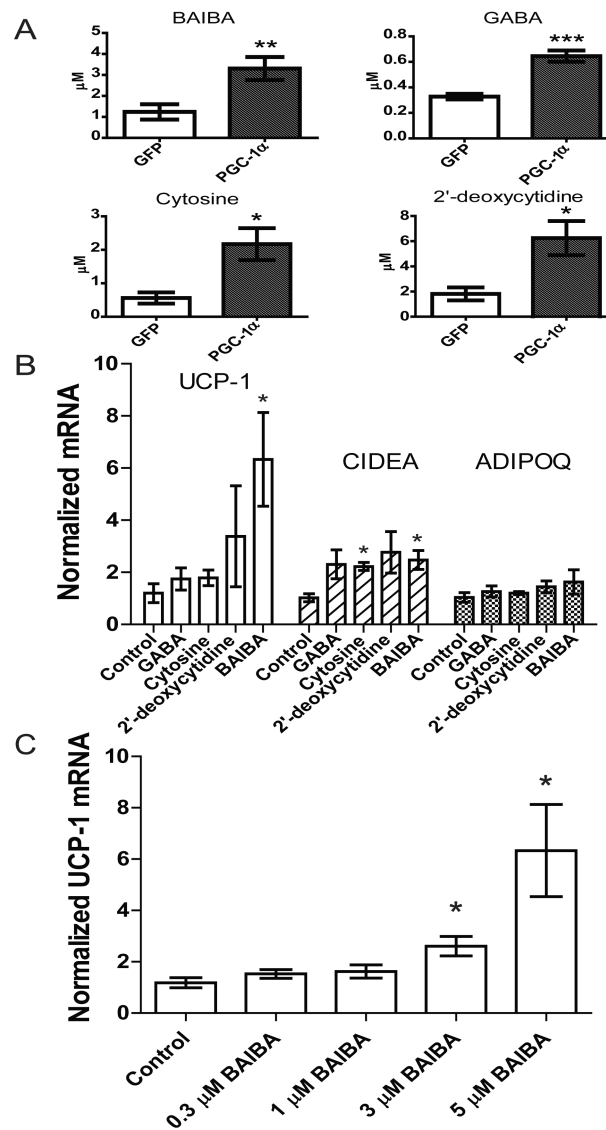 A
BAIBA
GABA
μM
4
3
2
1
0
**
GFP
PGC-1α
μM
0.8
0.6
0.4
0.2
0.0
***
GFP
PGC-1α
Cytosine
2'-deoxycytidine
μM
3
2
1
0
*
GFP
PGC-1α
μM
8
6
4
2
0
*
GFP
PGC-1α
B
Normalized mRNA
10
8
6
4
2
0
UCP-1
*
CIDEA
*
*
ADIPOQ
Control
GABA
Cytosine
2'-deoxycytidine
BAIBA
Control
GABA
Cytosine
2'-deoxycytidine
BAIBA
Control
GABA
Cytosine
2'-deoxycytidine
BAIBA
C
Normalized UCP-1 mRNA
10
8
6
4
2
0
*
*
Control
0.3 μM BAIBA
1 μM BAIBA
3 μM BAIBA
5 μM BAIBA